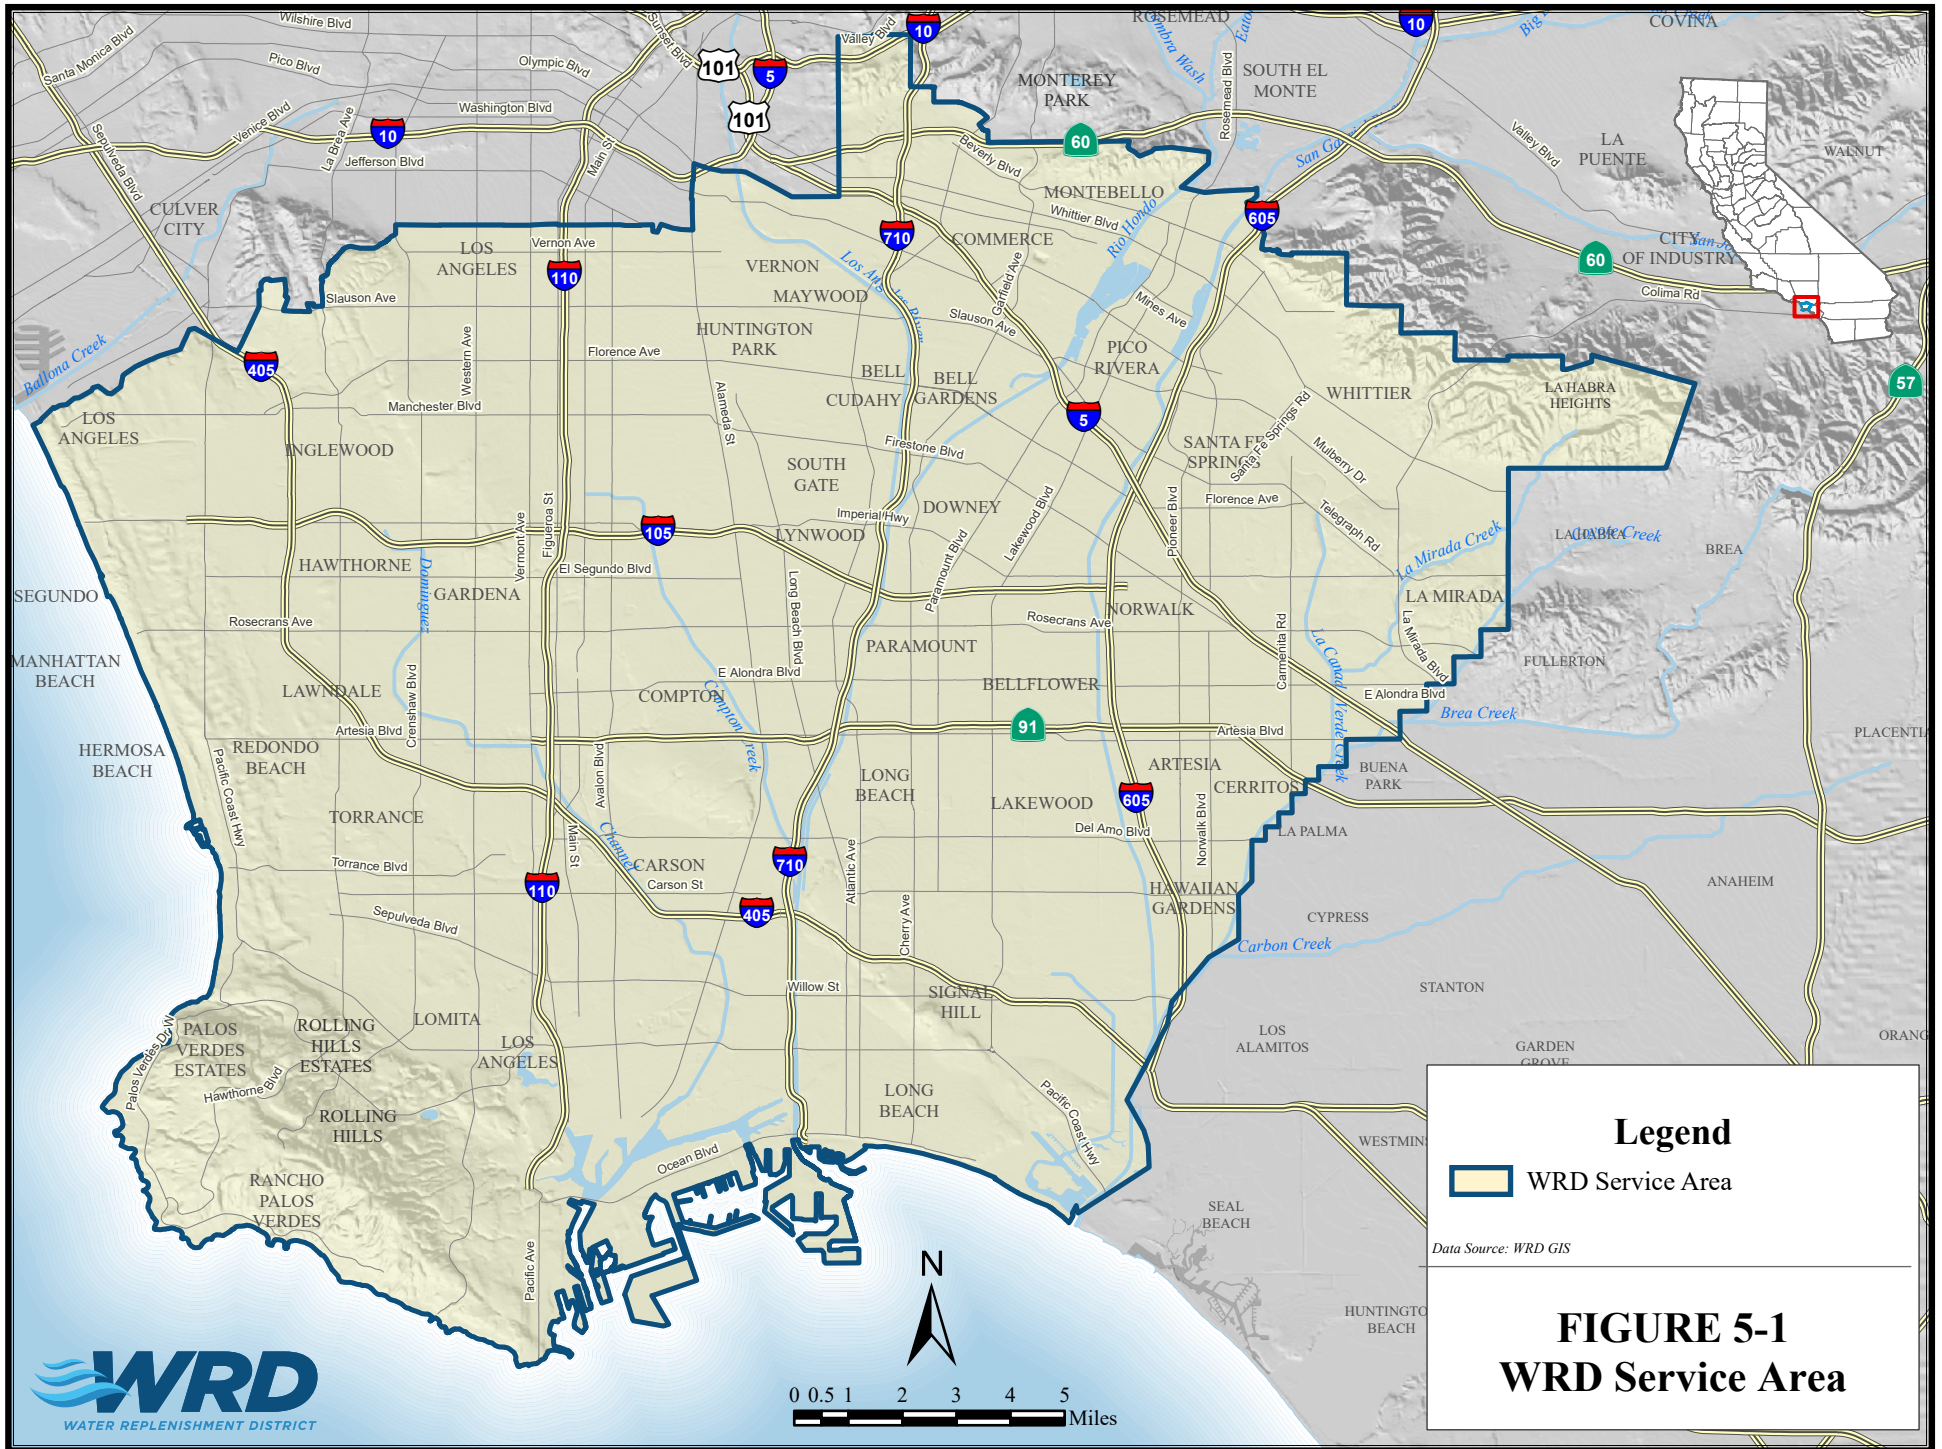 Wilshire Blvd
Santa Monica Blvd
Pico Blvd
Olympic Blvd
Sunset Blvd
Valley Blvd
10
ROSEMEAD
10
COVINA
101
5
101
MONTEREY
PARK
SOUTH EL
MONTE
Rosemead Blvd
Washington Blvd
Venice Blvd
La Brea Ave
10
Jefferson Blvd
Sepulveda Blvd
Main St
60
Beverly Blvd
Valley Blvd
LA
PUENTE
WALNUT
MONTEBELLO
Whittier Blvd
Rio Hondo
CULVER
CITY
605
710
COMMERCE
LOS
ANGELES
Vernon Ave
110
VERNON
MAYWOOD
Garfield Ave
60
CITY
OF INDUSTRY
Colima Rd
Slauson Ave
Slauson Ave
Mines Ave
HUNTINGTON
PARK
Florence Ave
Western Ave
Ballona Creek
405
BELL
BELL
GARDENS
CUDAHY
PICO
RIVERA
5
WHITTIER
LA HABRA
HEIGHTS
57
Manchester Blvd
Alameda St
LOS
ANGELES
INGLEWOOD
Firestone Blvd
SOUTH
GATE
SANTA FE
SPRINGS
Santa Fe Springs Rd
Mulberry Dr
Florence Ave
Telegraph Rd
DOWNEY
Lakewood Blvd
Imperial Hwy
Pioneer Blvd
105
LYNWOOD
Paramount Blvd
Vermont Ave
Figueroa St
HAWTHORNE
Dominguez
GARDENA
El Segundo Blvd
Long Beach Blvd
La Mirada Creek
LA HABRA
BREA
LA MIRADA
SEGUNDO
Rosecrans Ave
NORWALK
Rosecrans Ave
PARAMOUNT
Carmenita Rd
La Mirada Blvd
FULLERTON
MANHATTAN
BEACH
LAWNDALE
Crenshaw Blvd
E Alondra Blvd
COMPTON
Compton Creek
BELLFLOWER
E Alondra Blvd
Brea Creek
91
Artesia Blvd
Artesia Blvd
HERMOSA
BEACH
REDONDO
BEACH
Pacific Coast Hwy
Avalon Blvd
LONG
BEACH
ARTESIA
CERRITOS
BUENA
PARK
LAKEWOOD
605
Norwalk Blvd
Del Amo Blvd
LA PALMA
TORRANCE
Main St
Channel
Torrance Blvd
CARSON
Carson St
710
110
405
Atlantic Ave
Cherry Ave
Sepulveda Blvd
HAWAIIAN
GARDENS
ANAHEIM
CYPRESS
Carbon Creek
Willow St
SIGNAL
HILL
STANTON
LOMITA
LOS
ANGELES
PALOS
VERDES
ESTATES
ROLLING
HILLS
ESTATES
Palos Verdes Dr W
Hawthorne Blvd
ROLLING
HILLS
LOS
ALAMITOS
GARDEN
GROVE
LONG
BEACH
Pacific Coast Hwy
Ocean Blvd
RANCHO
PALOS
VERDES
Pacific Ave
SEAL
BEACH
BEACH
Legend
WRD Service Area
Data Source: WRD GIS
FIGURE 5-1
WRD Service Area
N
0 0.5 1 2 3 4 5
Miles
WRD
WATER REPLENISHMENT DISTRICT